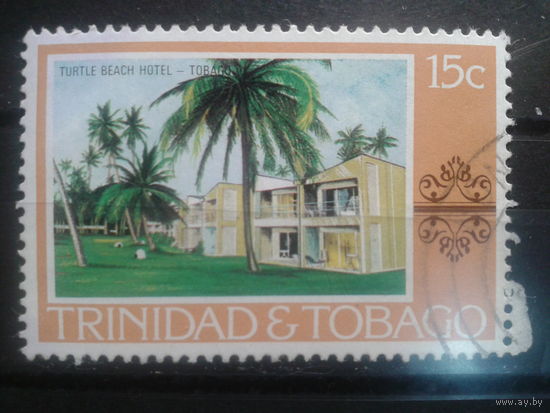 TURTLE BEACH HOTEL – TOBAGO
15c
TRINIDAD & TOBAGO
www.ay.by